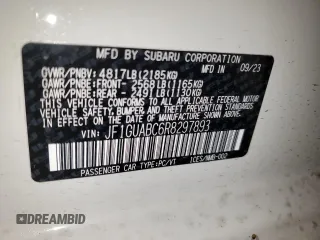 MFD BY SUBARU CORPORATION
MADE IN 09/23
GVWR/PNBV: 4817LB(2185KG)
GAWR/PNBE: FRONT- 2568LB(1165KG)
GAWR/PNBE: REAR - 2491LB(1130KG)
THIS VEHICLE CONFORMS TO ALL APPLICABLE
FEDERAL MOTOR VEHICLE SAFETY, BUMPER,
AND THEFT PREVENTION STANDARDS
IN EFFECT ON THE DATE OF
MANUFACTURE SHOWN ABOVE.
VIN: JF1GUABC6R8297893
PASSENGER CAR TYPE:PC/VT ICES/NMB-002
DREAMBID